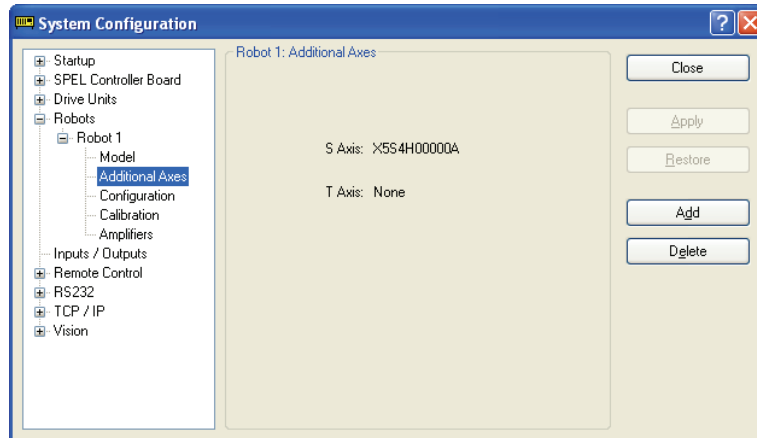 System Configuration
Startup
SPEL Controller Board
Drive Units
Robots
Robot 1
Model
Additional Axes
Configuration
Calibration
Amplifiers
Inputs / Outputs
Remote Control
RS232
TCP / IP
Vision
Robot 1: Additional Axes
S Axis: X5S4H00000A
T Axis: None
Close
Apply
Restore
Add
Delete